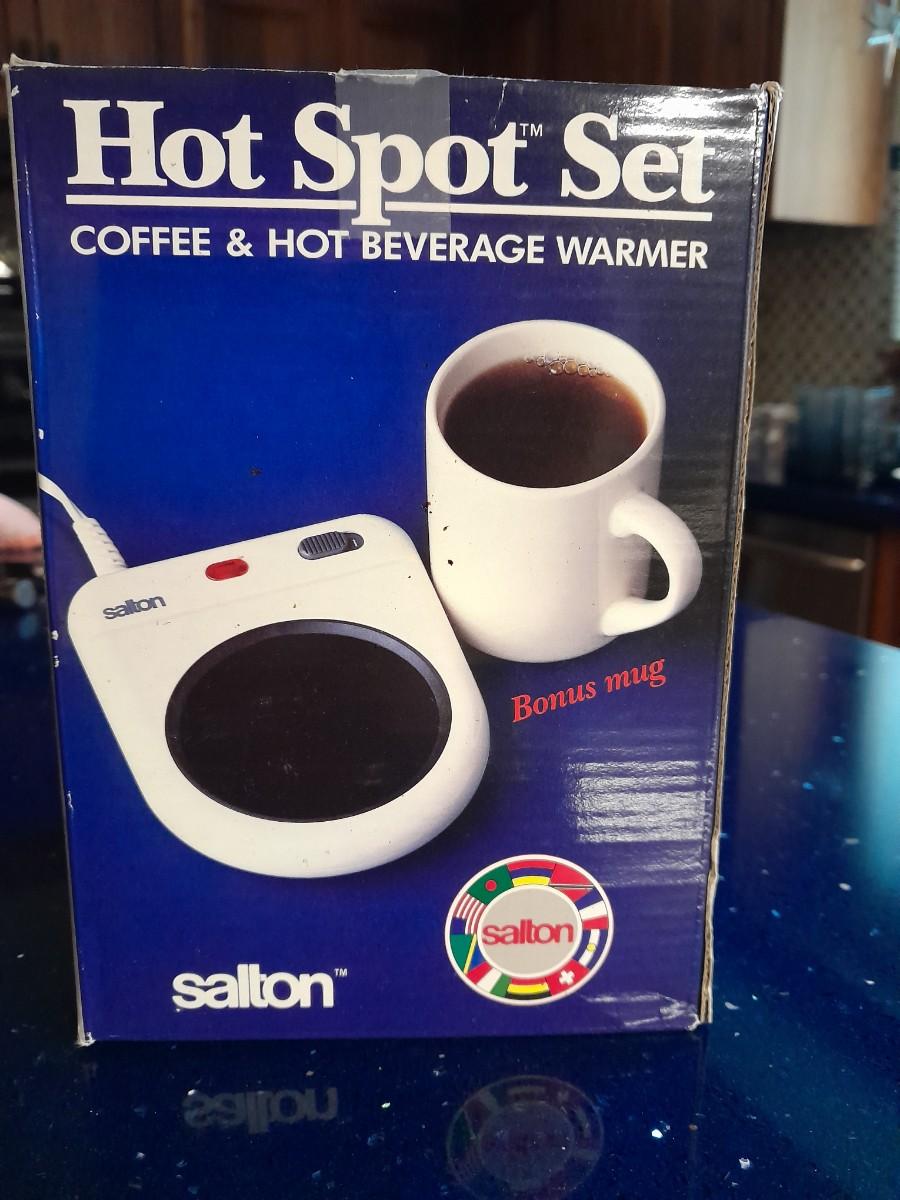 Hot Spot™ Set
COFFEE & HOT BEVERAGE WARMER
salton
Bonus mug
salton
salton™